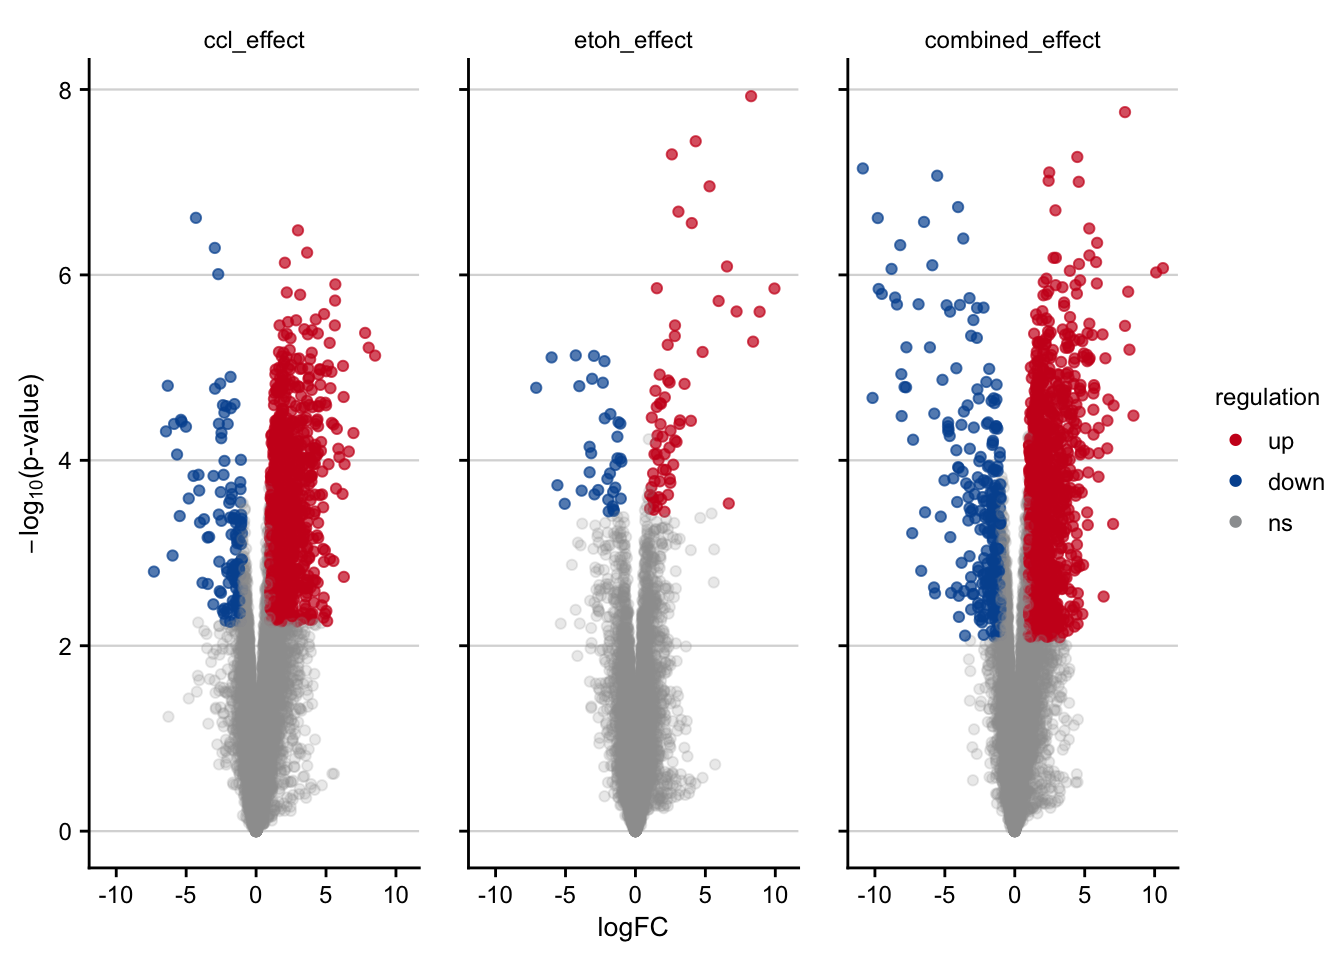 ccl_effect etoh_effect combined_effect
8
6
4
2
0
−log10(p-value)
-10 -5 0 5 10 -10 -5 0 5 10 -10 -5 0 5 10
logFC
regulation
up
down
ns